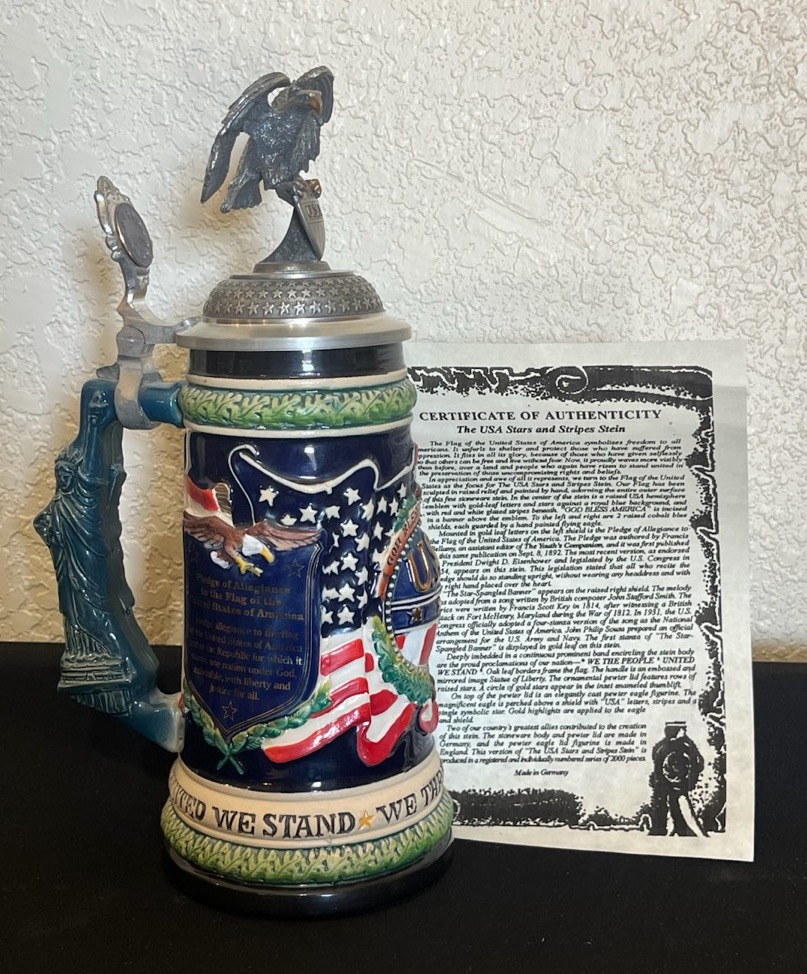 USA
CERTIFICATE OF AUTHENTICITY
The USA Stars and Stripes Stein
The Flag of the United States of America symbolizes freedom to all
mericans. It unfurls to shelter and protect those who have suffered from
ppression. It flies in all its glory, because of those who have given selflessly
so that others can be free and live without fear. Now, it proudly waves more visibly
than before, over a land and people who again have risen to stand united in
the preservation of those uncompromising rights and beliefs.
In appreciation and awe of all it represents, we turn to the Flag of the United
States as the focus for The USA Stars and Stripes Stein. Our Flag has been
sculpted in raised relief and painted by hand, adorning the entire outer surface
of this fine stoneware stein. In the center of the stein is a raised USA hemisphere
emblem with gold-leaf letters and stars against a royal blue background, and
with red and white glazed stripes beneath. "GOD BLESS AMERICA" is incised
in a banner above the emblem. To the left and right are 2 raised cobalt blue
shields, each guarded by a hand painted flying eagle.
Mounted in gold leaf letters on the left shield is the Pledge of Allegiance to
the Flag of the United States of America. The Pledge was authored by Francis
ellamy, an assistant editor of The Youth's Companion, and it was first published
this same publication on Sept. 8, 1892. The most recent version, as endorsed
President Dwight D. Eisenhower and legislated by the U.S. Congress in
54, appears on this stein. This legislation stated that all who recite the
edge should do so standing upright, without wearing any headdress and with
right hand placed over the heart.
"The Star-Spangled Banner" appears on the raised right shield. The melody
s adopted from a song written by British composer John Stafford Smith. The
rics were written by Francis Scott Key in 1814, after witnessing a British
ttack on Fort McHenry, Maryland during the War of 1812. In 1931, the U.S.
ongress officially adopted a four-stanza version of the song as the National
nthem of the United States of America. John Philip Sousa prepared an official
arrangement for the U.S. Army and Navy. The first stanza of "The Star-
Spangled Banner" is displayed in gold leaf on this stein.
Deeply imbedded in a continuous prominent band encircling the stein body
are the proud proclamations of our nation—* WE THE PEOPLE * UNITED
WE STAND *. Oak leaf borders frame the flag. The handle is an embossed and
mirrored image Statue of Liberty. The ornamental pewter lid features rows of
raised stars. A circle of gold stars appears in the inset enameled thumblift.
On top of the pewter lid is an elegantly cast pewter eagle figurine. The
magnificent eagle is perched above a shield with "USA" letters, stripes and a
single symbolic star. Gold highlights are applied to the eagle
and shield.
Two of our country's greatest allies contributed to the creation
of this stein. The stoneware body and pewter lid are made in
Germany, and the pewter eagle lid figurine is made in
England. This version of "The USA Stars and Stripes Stein" is
produced in a registered and individually numbered series of 2000 pieces.
Made in Germany
GOD BLESS
U
Pledge of Allegiance
to the Flag of the
United States of America
allegiance to the flag
the United States of America
to the Republic for which it
one nation under God,
with liberty and
justice for all.
ITED WE STAND ★ WE THE